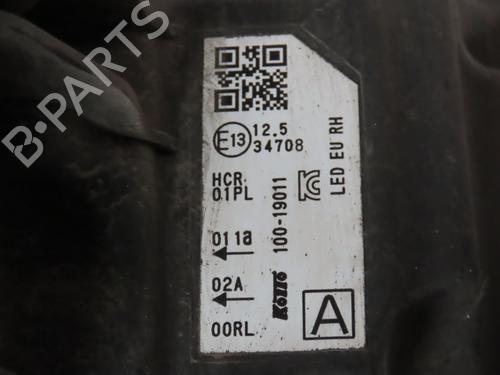 E13
12.5
34708
HCR
01PL
011a
02A
00RL
100-19011
Koito
LED EU RH
A
B-PARTS